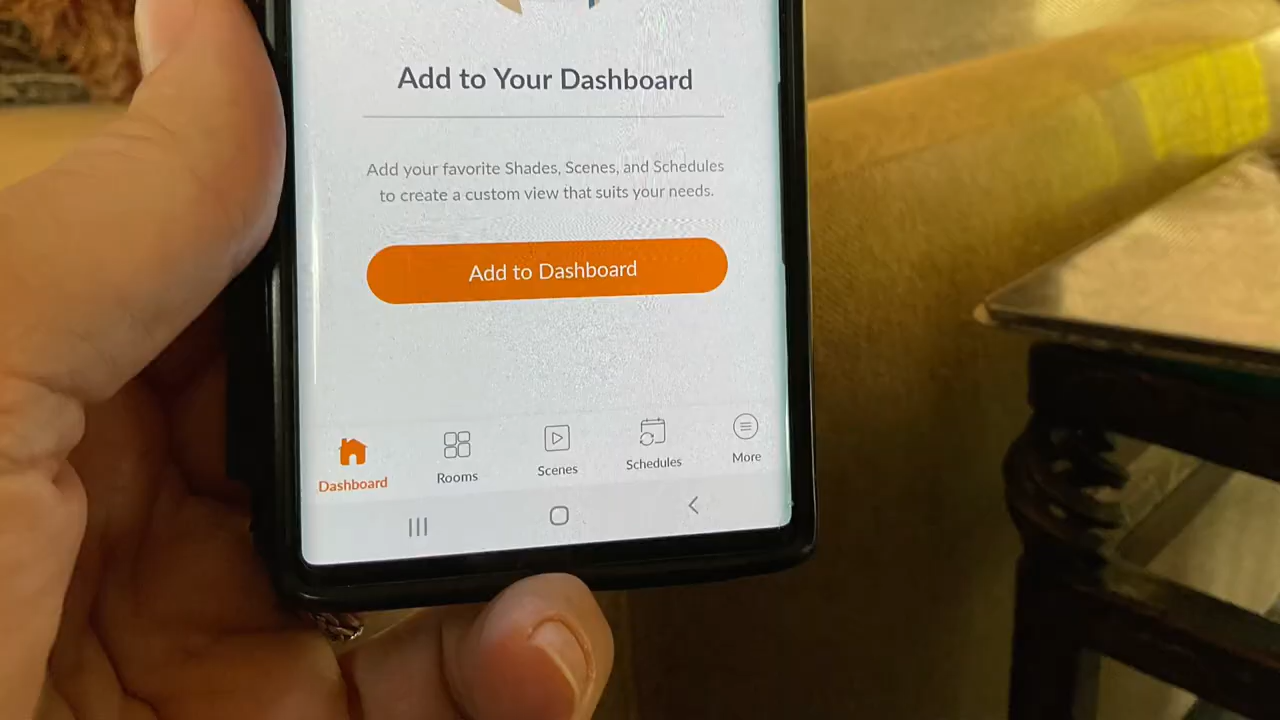 Add to Your Dashboard
Add your favorite Shades, Scenes, and Schedules
to create a custom view that suits your needs.
Add to Dashboard
Dashboard
Rooms
Scenes
Schedules
More